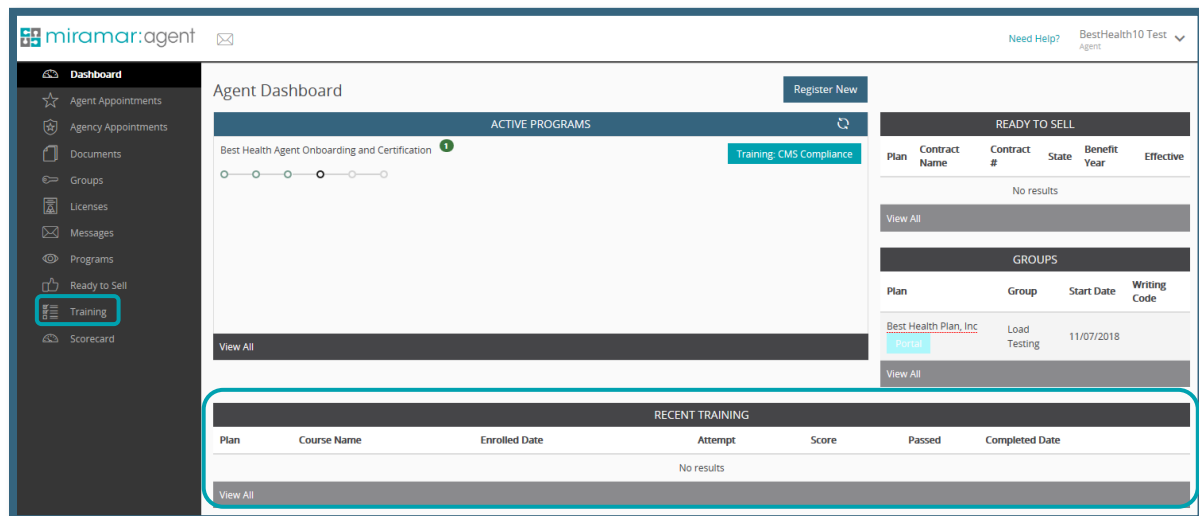 miramar:agent
Need Help?
BestHealth10 Test
Agent
Dashboard
Agent Appointments
Agency Appointments
Documents
Groups
Licenses
Messages
Programs
Ready to Sell
Training
Scorecard
Agent Dashboard
Register New
ACTIVE PROGRAMS
Best Health Agent Onboarding and Certification 1
Training: CMS Compliance
View All
READY TO SELL
Plan Contract Name Contract # State Benefit Year Effective
No results
View All
GROUPS
Plan Group Start Date Writing Code
Best Health Plan, Inc Load Testing 11/07/2018
Portal
View All
RECENT TRAINING
Plan Course Name Enrolled Date Attempt Score Passed Completed Date
No results
View All